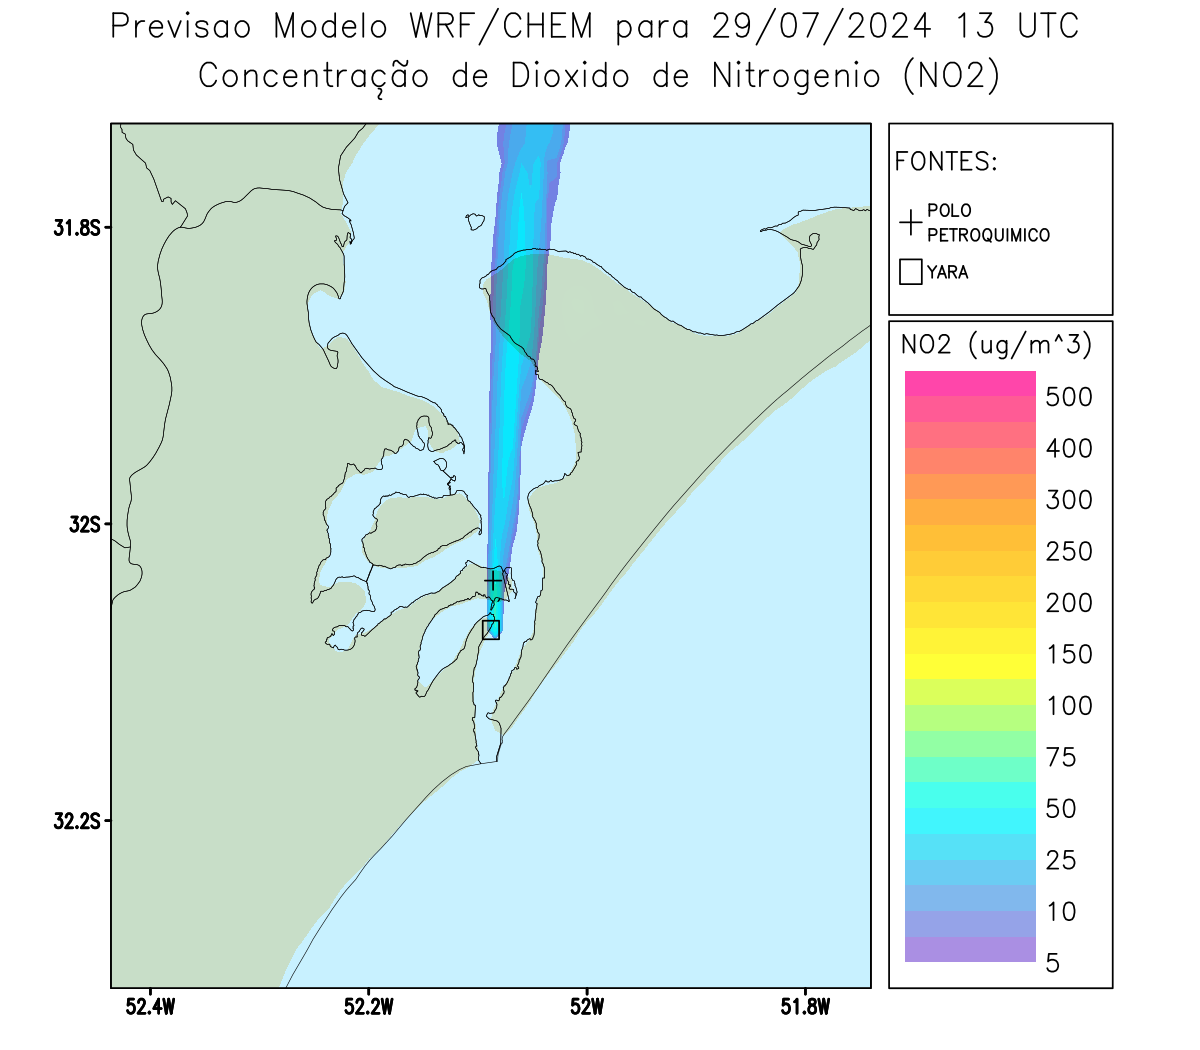 Previsao Modelo WRF/CHEM para 29/07/2024 13 UTC
Concentração de Dioxido de Nitrogenio (NO2)
FONTES:
POLO
PETROQUIMICO
YARA
NO2 (ug/m^3)
500
400
300
250
200
150
100
75
50
25
10
5
31.8S
32S
32.2S
52.4W
52.2W
52W
51.8W